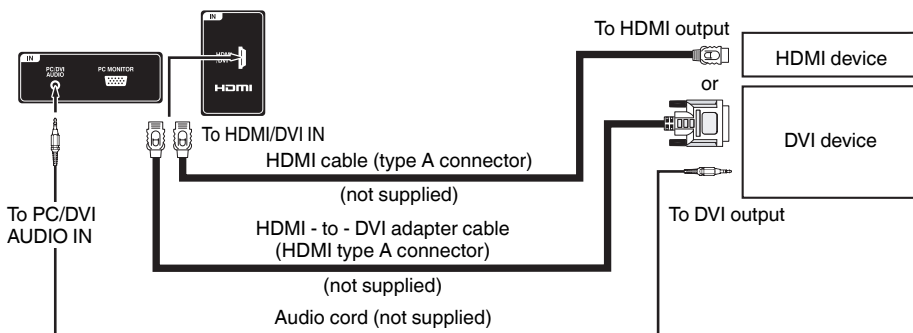 IN
HDMI
/DVI
HDMI
IN
PC/DVI
AUDIO
PC MONITOR
To HDMI output
HDMI device
or
DVI device
To HDMI/DVI IN
HDMI cable (type A connector)
(not supplied)
To PC/DVI
AUDIO IN
To DVI output
HDMI - to - DVI adapter cable
(HDMI type A connector)
(not supplied)
Audio cord (not supplied)